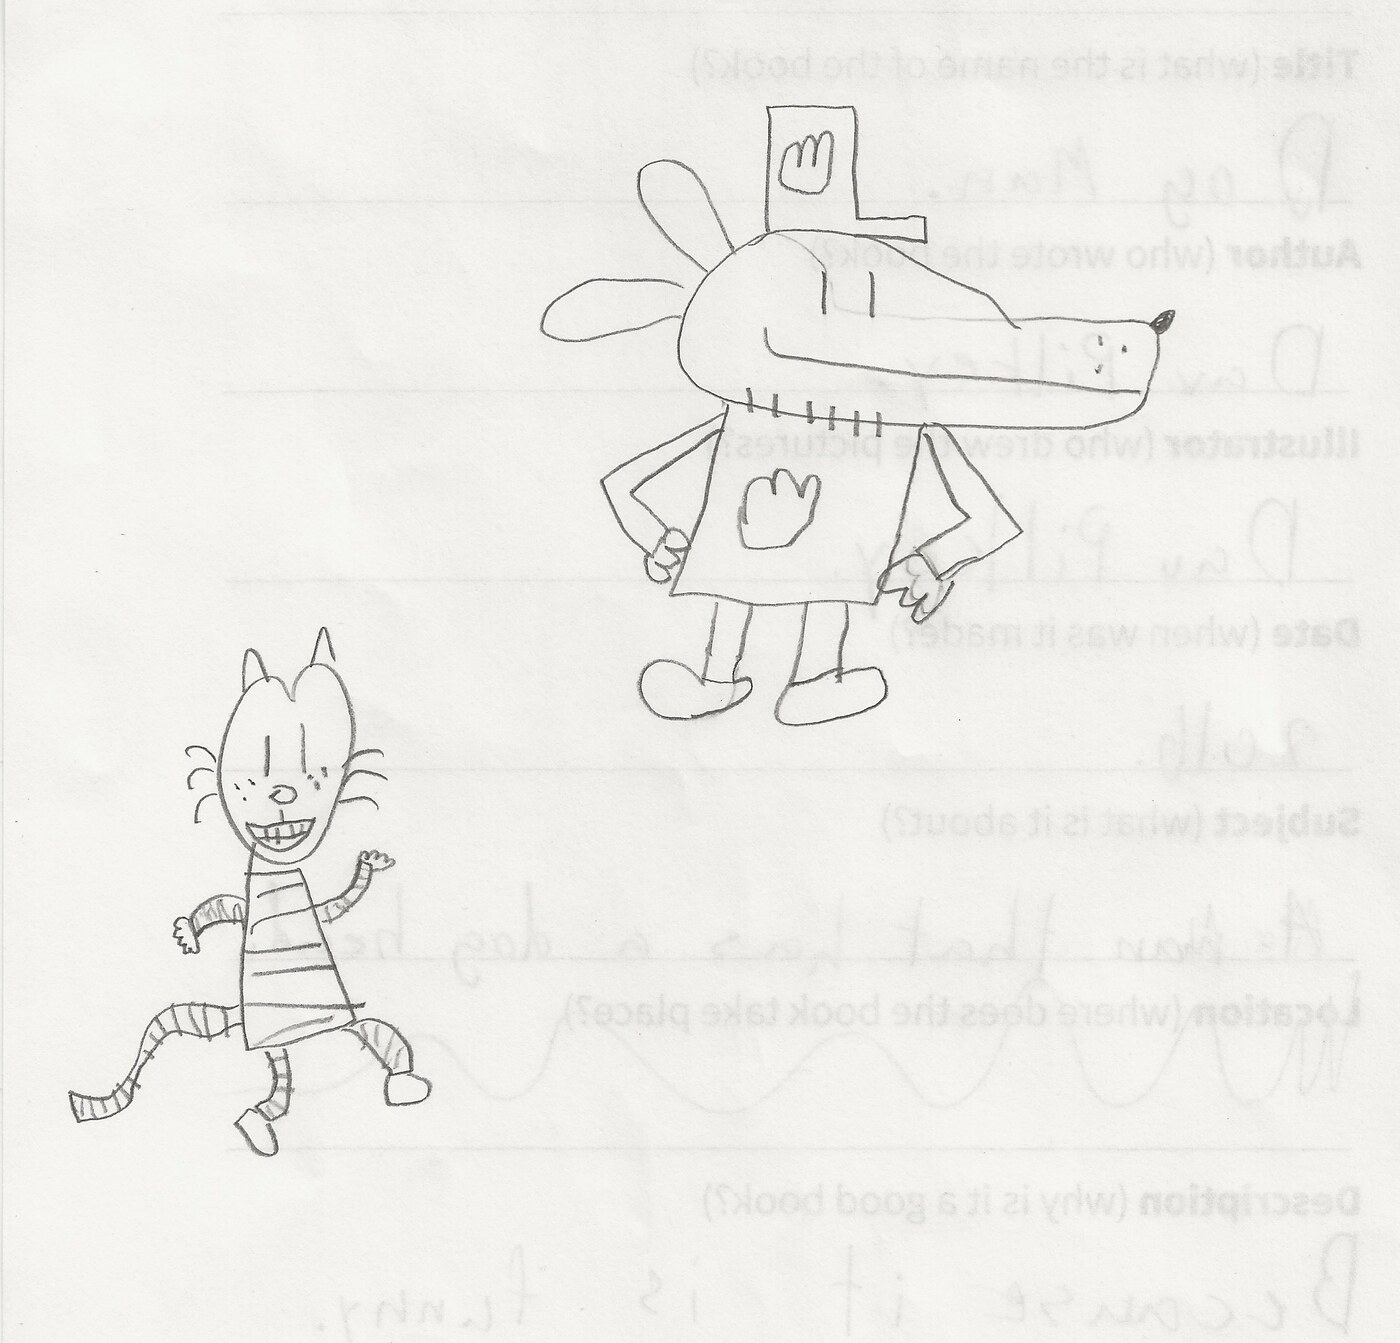 Title (what is the name of the book?)
Dog Man.
Author (who wrote the book?)
Dav Pilkey.
Illustrator (who drew the pictures?)
Dav Pilkey.
Date (when was it made?)
Subject (what is it about?)
A man that has a dog head.
Location (where does the book take place?)
Description (why is it a good book?)
Because it is funny.